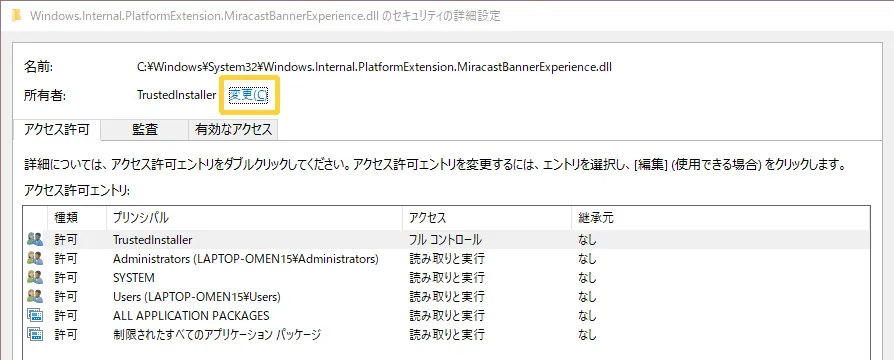 Windows.Internal.PlatformExtension.MiracastBannerExperience.dll のセキュリティの詳細設定
名前: C:¥Windows¥System32¥Windows.Internal.PlatformExtension.MiracastBannerExperience.dll
所有者: TrustedInstaller 変更(C)
アクセス許可 監査 有効なアクセス
詳細については、アクセス許可エントリをダブルクリックしてください。アクセス許可エントリを変更するには、エントリを選択し、[編集] (使用できる場合) をクリックします。
アクセス許可エントリ:
種類 プリンシパル アクセス 継承元
許可 TrustedInstaller フル コントロール なし
許可 Administrators (LAPTOP-OMEN15¥Administrators) 読み取りと実行 なし
許可 SYSTEM 読み取りと実行 なし
許可 Users (LAPTOP-OMEN15¥Users) 読み取りと実行 なし
許可 ALL APPLICATION PACKAGES 読み取りと実行 なし
許可 制限されたすべてのアプリケーション パッケージ 読み取りと実行 なし